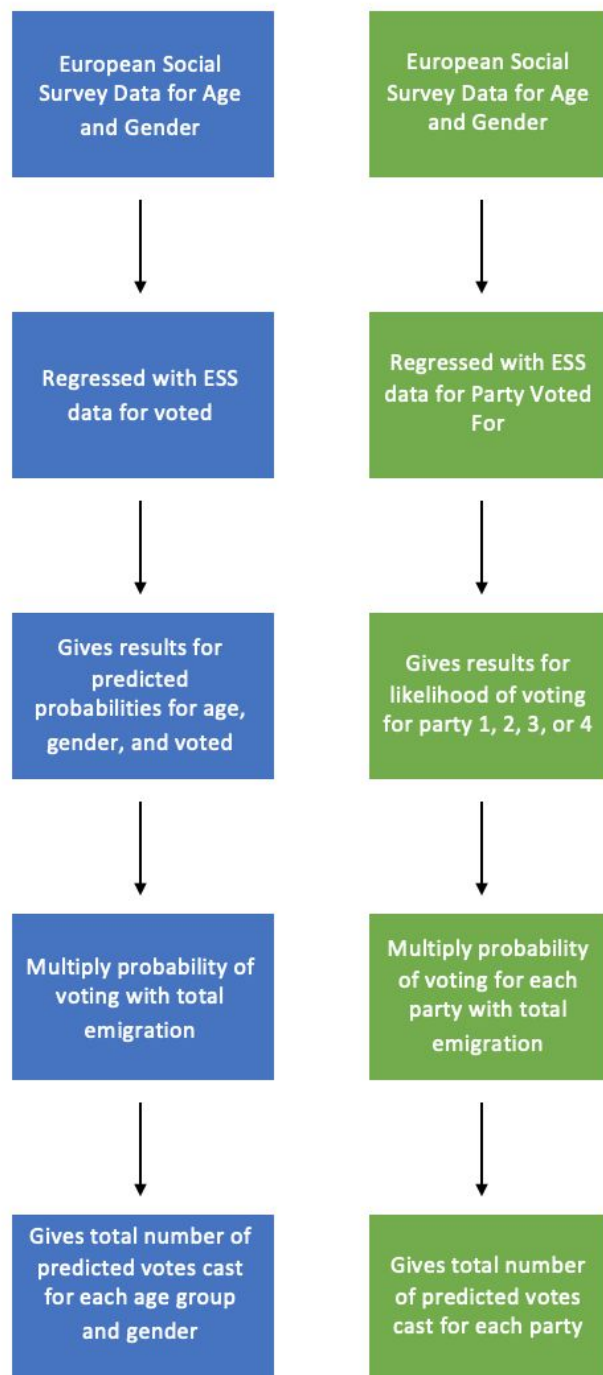 European Social
Survey Data for Age
and Gender
Regressed with ESS
data for voted
Gives results for
predicted
probabilities for age,
gender, and voted
Multiply probability of
voting with total
emigration
Gives total number of
predicted votes cast
for each age group
and gender
European Social
Survey Data for Age
and Gender
Regressed with ESS
data for Party Voted
For
Gives results for
likelihood of voting
for party 1, 2, 3, or 4
Multiply probability
of voting for each
party with total
emigration
Gives total number
of predicted votes
cast for each party